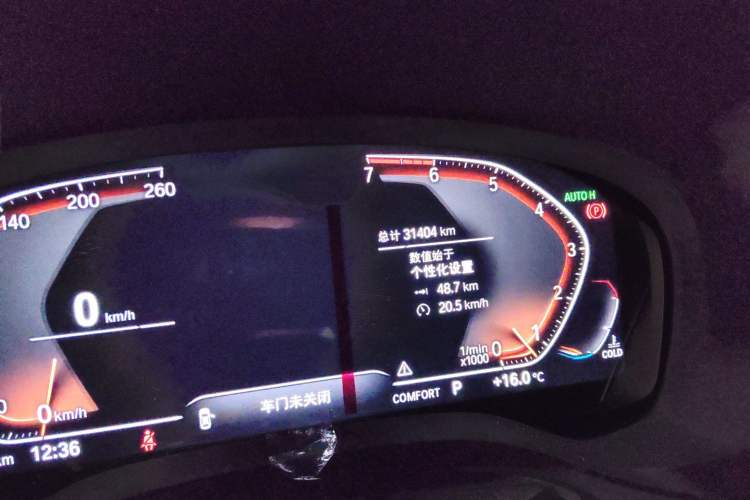 140 200 260
0 km/h
0 km/h
km 12:36
车门未关闭
7 6 5 4 3 2 1 0
总计 31404 km
数值始于
个性化设置
48.7 km
20.5 km/h
1/min
x1000
AUTO H
P
COLD
COMFORT P +16.0 °C